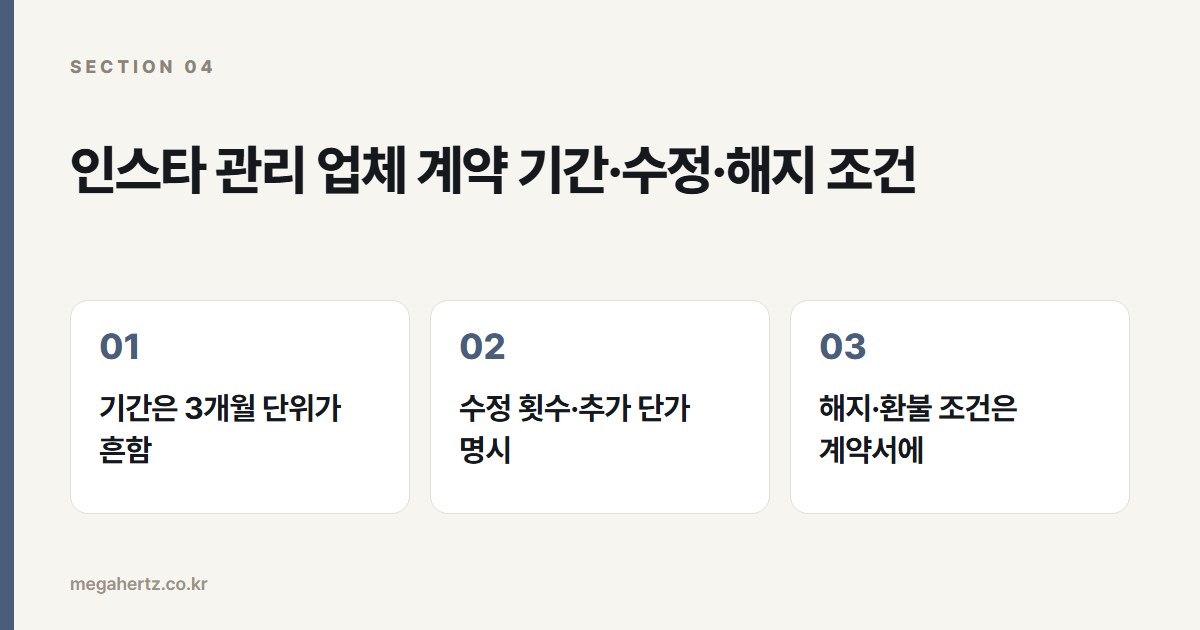 SECTION 04
인스타 관리 업체 계약 기간·수정·해지 조건
01
기간은 3개월 단위가
흔함
02
수정 횟수·추가 단가
명시
03
해지·환불 조건은
계약서에
megahertz.co.kr